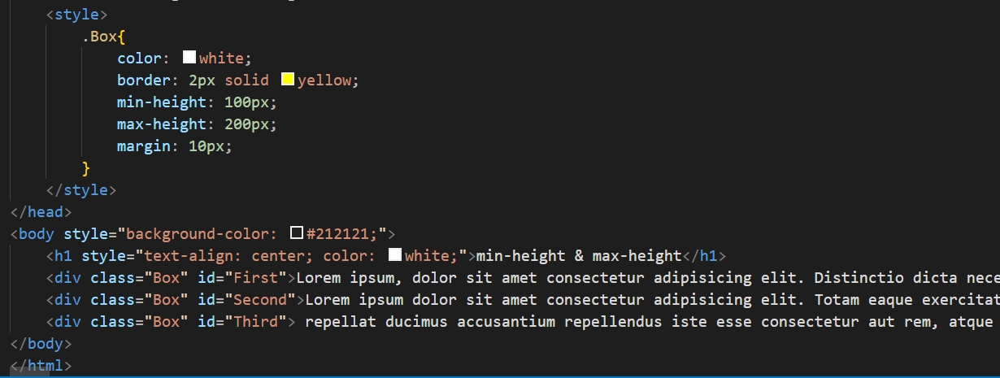 <style>
.Box{
color: white;
border: 2px solid yellow;
min-height: 100px;
max-height: 200px;
margin: 10px;
}
</style>
</head>
<body style="background-color: #212121;">
<h1 style="text-align: center; color: white;">min-height & max-height</h1>
<div class="Box" id="First">Lorem ipsum, dolor sit amet consectetur adipisicing elit. Distinctio dicta nece
<div class="Box" id="Second">Lorem ipsum dolor sit amet consectetur adipisicing elit. Totam eaque exercitat
<div class="Box" id="Third"> repellat ducimus accusantium repellendus iste esse consectetur aut rem, atque
</body>
</html>